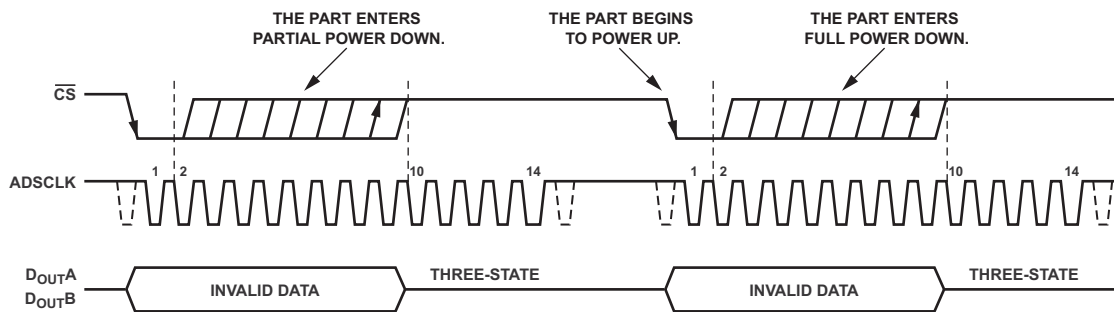 THE PART ENTERS
PARTIAL POWER DOWN.
THE PART BEGINS
TO POWER UP.
THE PART ENTERS
FULL POWER DOWN.
CS
1 2 10 14 1 2 10 14
ADSCLK
DOUTA
DOUTB
INVALID DATA
THREE-STATE
INVALID DATA
THREE-STATE